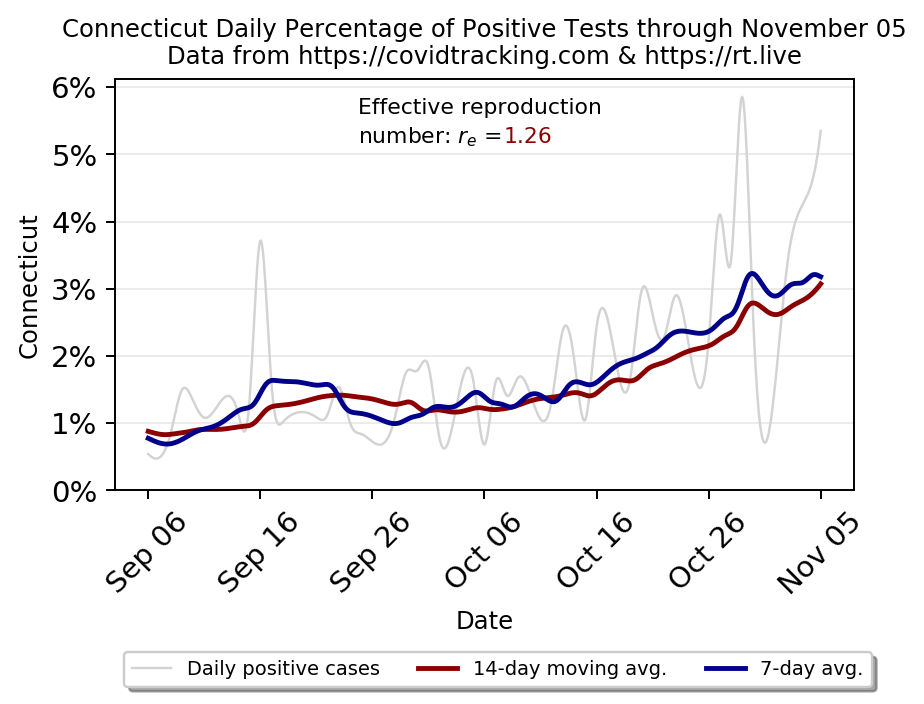 Connecticut Daily Percentage of Positive Tests through November 05
Data from https://covidtracking.com & https://rt.live
Effective reproduction
number: rₑ =1.26
6%
5%
4%
3%
2%
1%
0%
Connecticut
Sep 06
Sep 16
Sep 26
Oct 06
Oct 16
Oct 26
Nov 05
Date
Daily positive cases
14-day moving avg.
7-day avg.